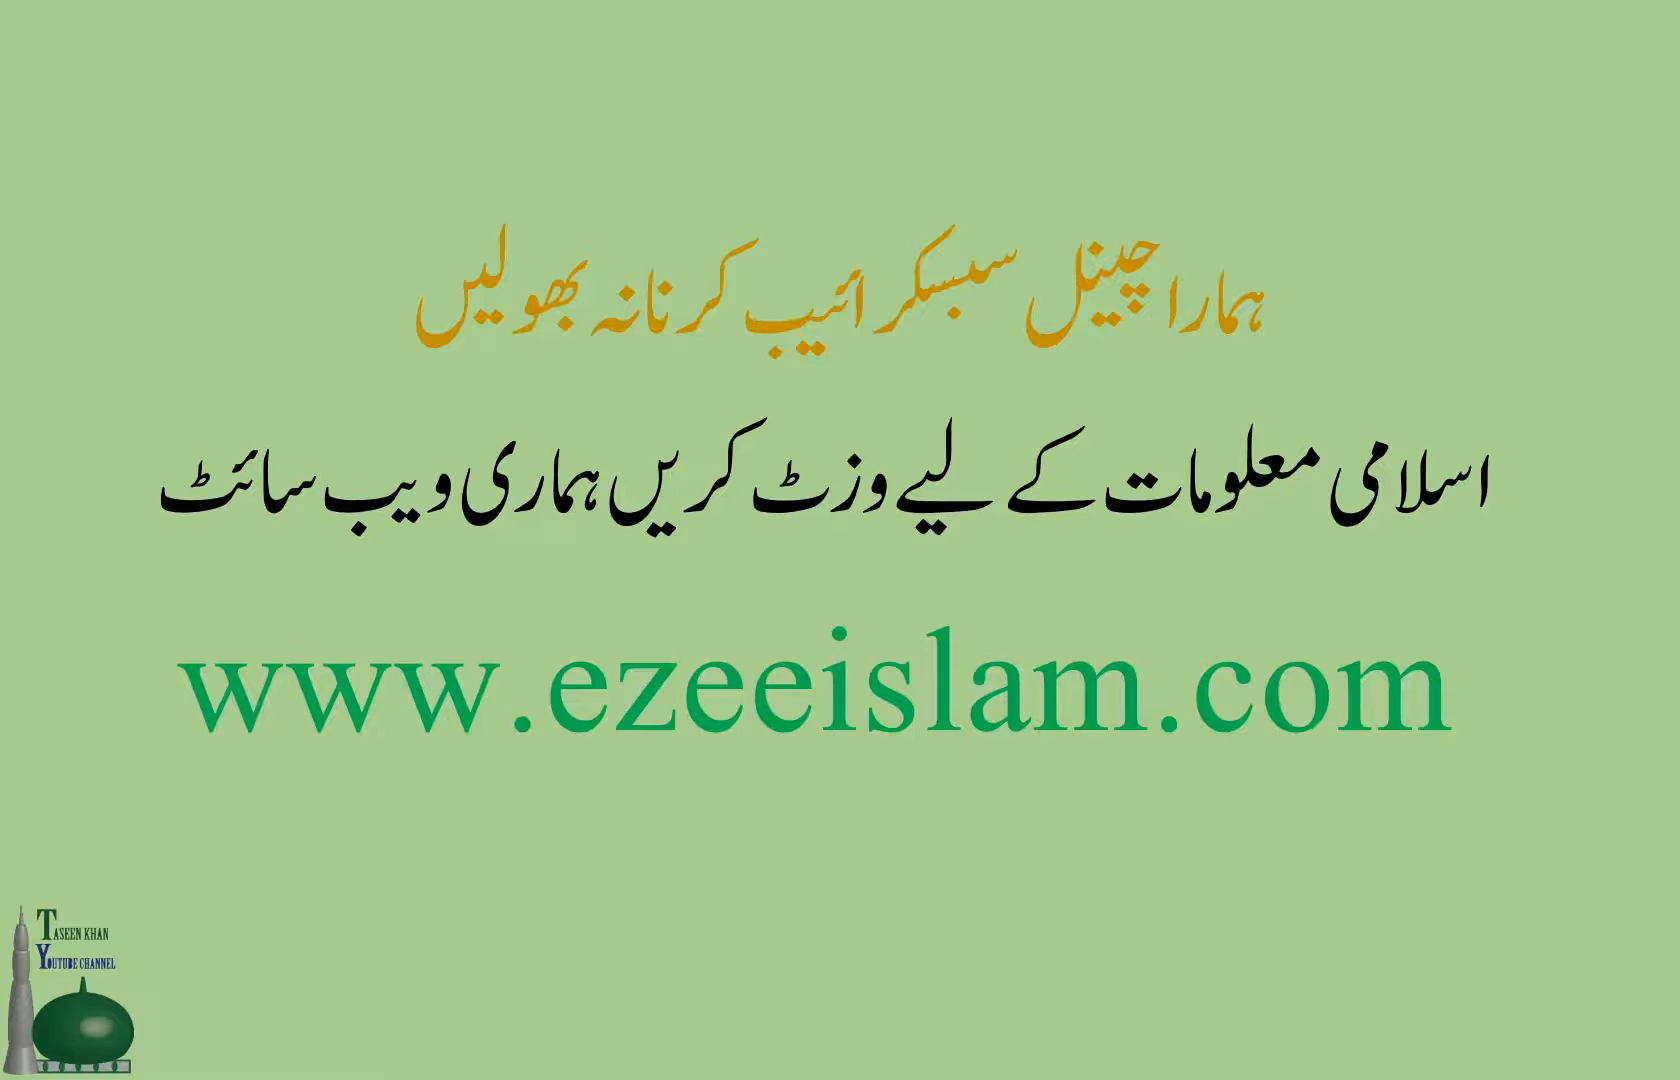 ہمارا چینل سبسکرائیب کرنا نہ بھولیں
اسلامی معلومات کے لیے وزٹ کریں ہماری ویب سائٹ
www.ezeeislam.com
TASEEN KHAN
YOUTUBE CHANNEL